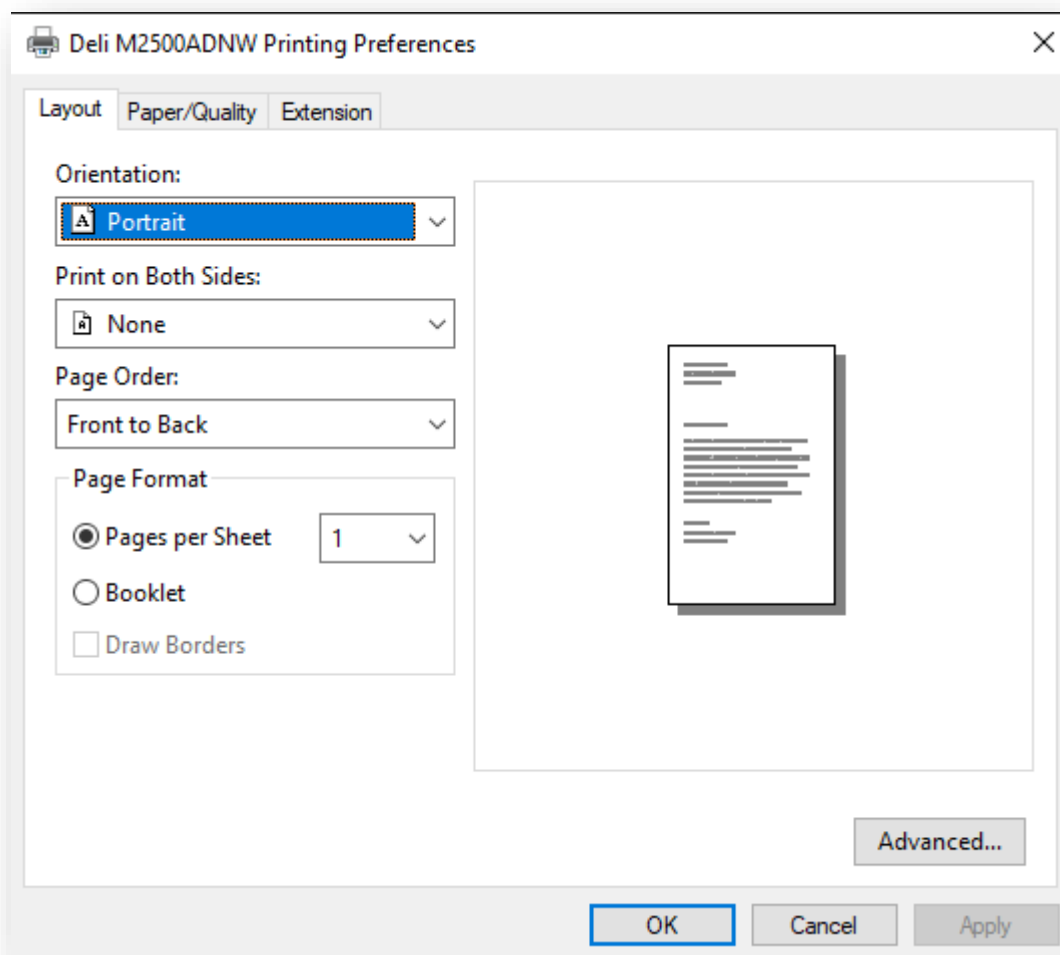 Deli M2500ADNW Printing Preferences
Layout
Paper/Quality
Extension
Orientation:
Portrait
Print on Both Sides:
None
Page Order:
Front to Back
Page Format
Pages per Sheet
1
Booklet
Draw Borders
Advanced...
OK
Cancel
Apply